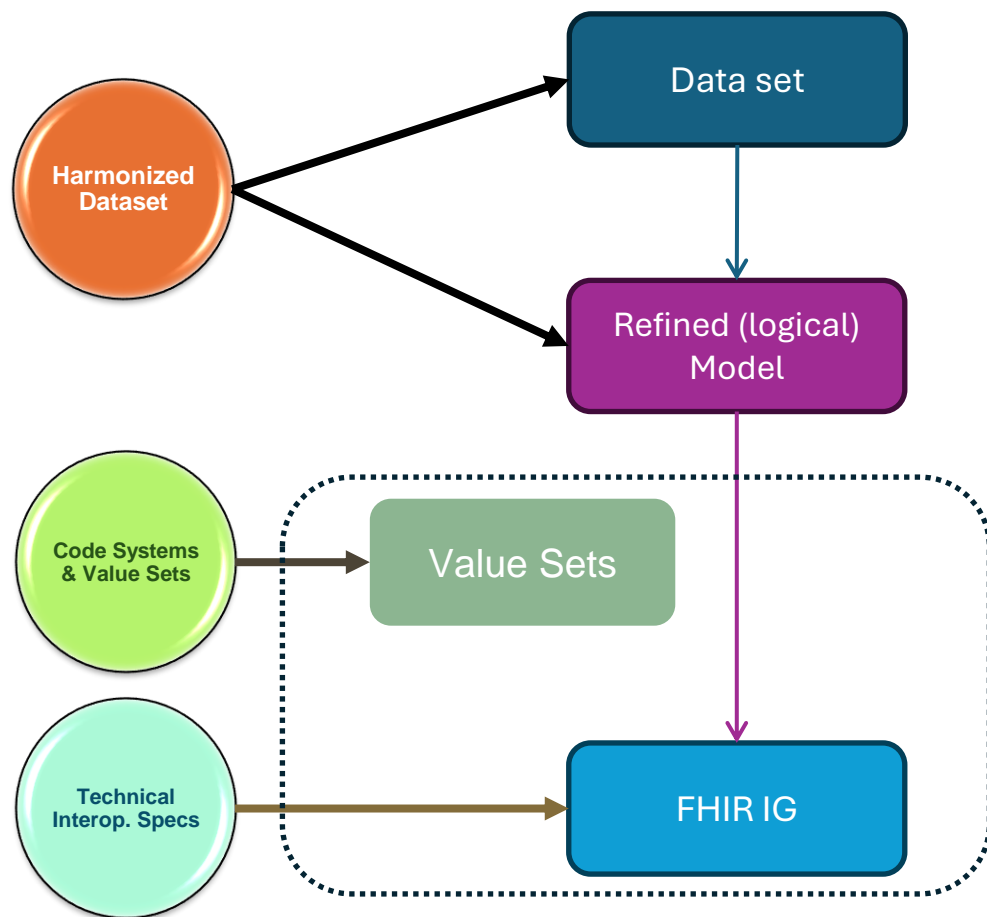 Data set
Harmonized
Dataset
Refined (logical)
Model
Code Systems
& Value Sets
Value Sets
Technical
Interop. Specs
FHIR IG